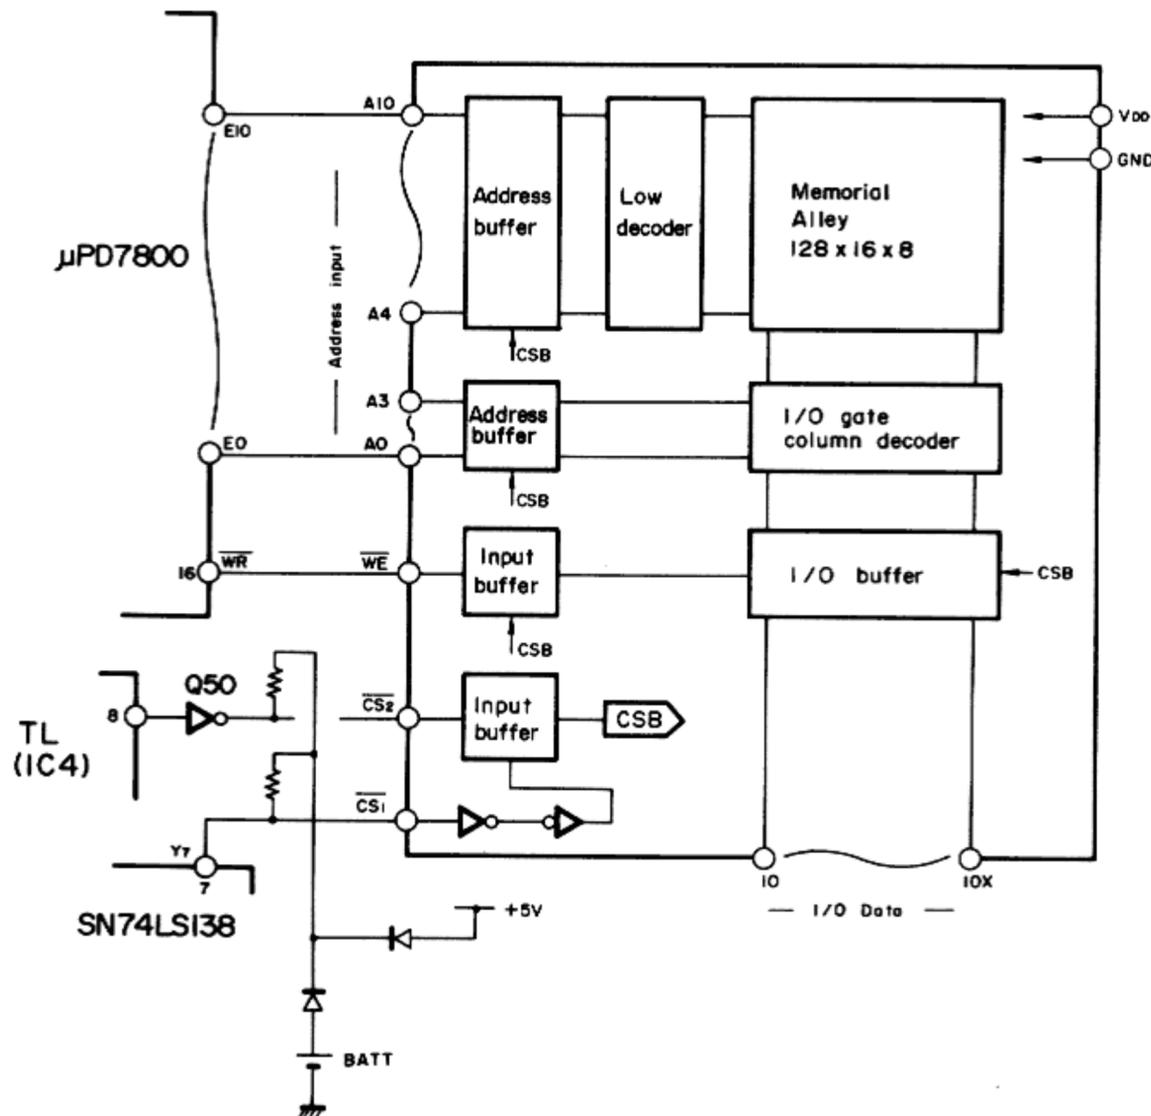 A10
E10
VDD
GND
Address
buffer
Low
decoder
Memorial
Alley
128 x 16 x 8
μPD7800
Address input
A4
CSB
A3
Address
buffer
I/O gate
column decoder
E0
A0
CSB
16
WR
WE
Input
buffer
I/O buffer
CSB
CSB
Q50
8
CS2
Input
buffer
CSB
TL
(IC4)
CS1
Y7
7
10
10X
SN74LS138
+5V
I/O Data
BATT